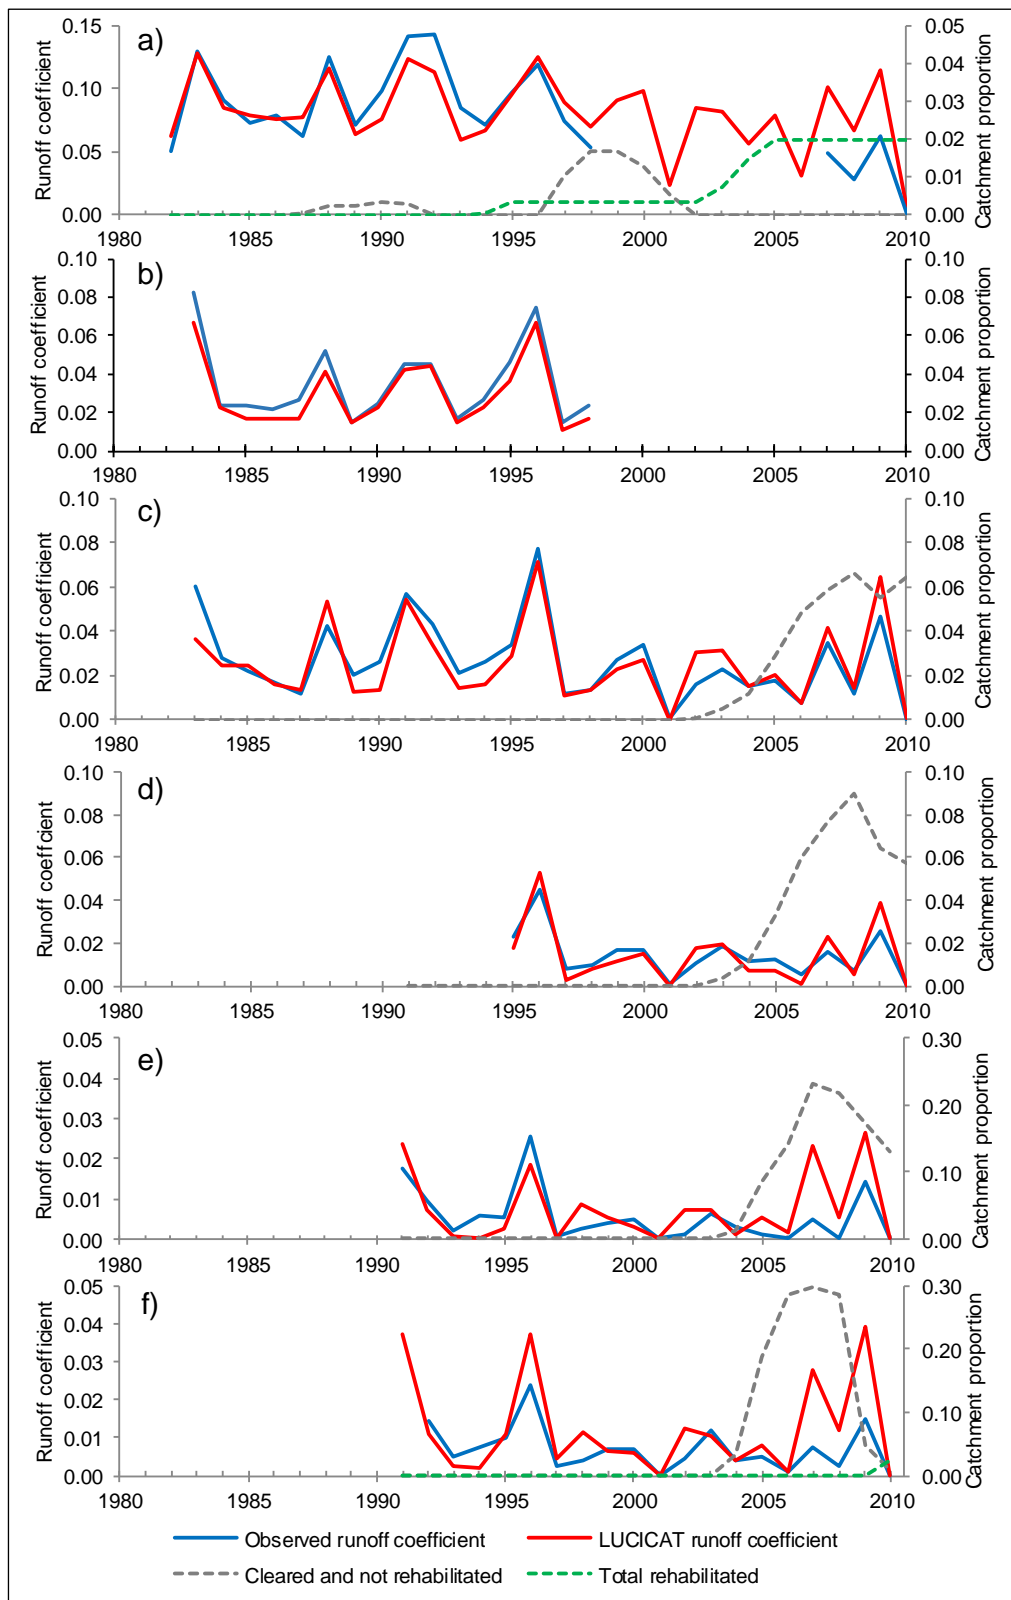 a)
Runoff coefficient
Catchment proportion
0.15 0.10 0.05 0.00
0.05 0.04 0.03 0.02 0.01 0.00
1980 1985 1990 1995 2000 2005 2010
b)
Runoff coefficient
Catchment proportion
0.10 0.08 0.06 0.04 0.02 0.00
0.10 0.08 0.06 0.04 0.02 0.00
1980 1985 1990 1995 2000 2005 2010
c)
Runoff coefficient
Catchment proportion
0.10 0.08 0.06 0.04 0.02 0.00
0.10 0.08 0.06 0.04 0.02 0.00
1980 1985 1990 1995 2000 2005 2010
d)
Runoff coeffcient
Catchment proportion
0.10 0.08 0.06 0.04 0.02 0.00
0.10 0.08 0.06 0.04 0.02 0.00
1980 1985 1990 1995 2000 2005 2010
e)
Runoff coefficient
Catchment proportion
0.05 0.04 0.03 0.02 0.01 0.00
0.30 0.20 0.10 0.00
1980 1985 1990 1995 2000 2005 2010
f)
Runoff coefficient
Catchment proportion
0.05 0.04 0.03 0.02 0.01 0.00
0.30 0.20 0.10 0.00
1980 1985 1990 1995 2000 2005 2010
Observed runoff coefficient
LUCICAT runoff coefficient
Cleared and not rehabilitated
Total rehabilitated